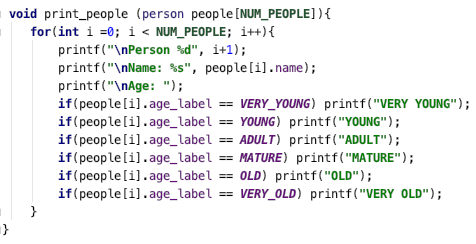 void print_people (person people[NUM_PEOPLE]){
for(int i =0; i < NUM_PEOPLE; i++){
printf("\nPerson %d", i+1);
printf("\nName: %s", people[i].name);
printf("\nAge: ");
if(people[i].age_label == VERY_YOUNG) printf("VERY YOUNG");
if(people[i].age_label == YOUNG) printf("YOUNG");
if(people[i].age_label == ADULT) printf("ADULT");
if(people[i].age_label == MATURE) printf("MATURE");
if(people[i].age_label == OLD) printf("OLD");
if(people[i].age_label == VERY_OLD) printf("VERY OLD");
}
}